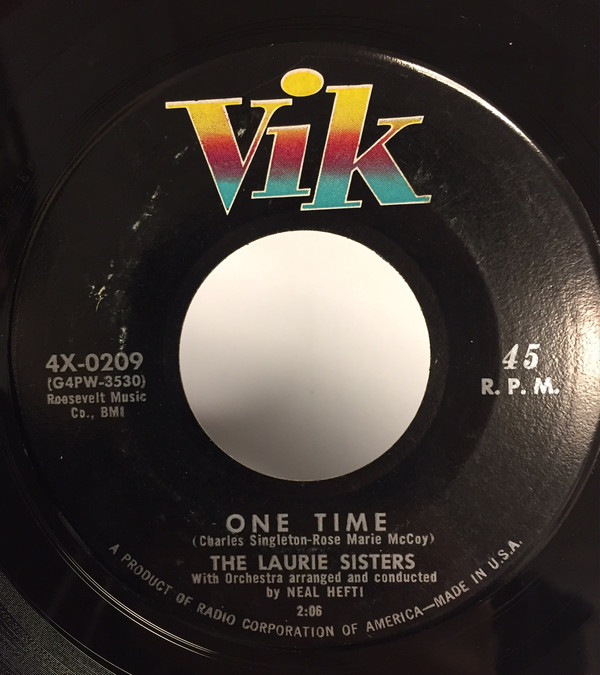 Vik
4X-0209
(G4PW-3530)
Roosevelt Music
Co., BMI
45
R. P. M.
ONE TIME
(Charles Singleton-Rose Marie McCoy)
THE LAURIE SISTERS
With Orchestra arranged and conducted
by NEAL HEFTI
2:06
A PRODUCT OF RADIO CORPORATION OF AMERICA—MADE IN U.S.A.